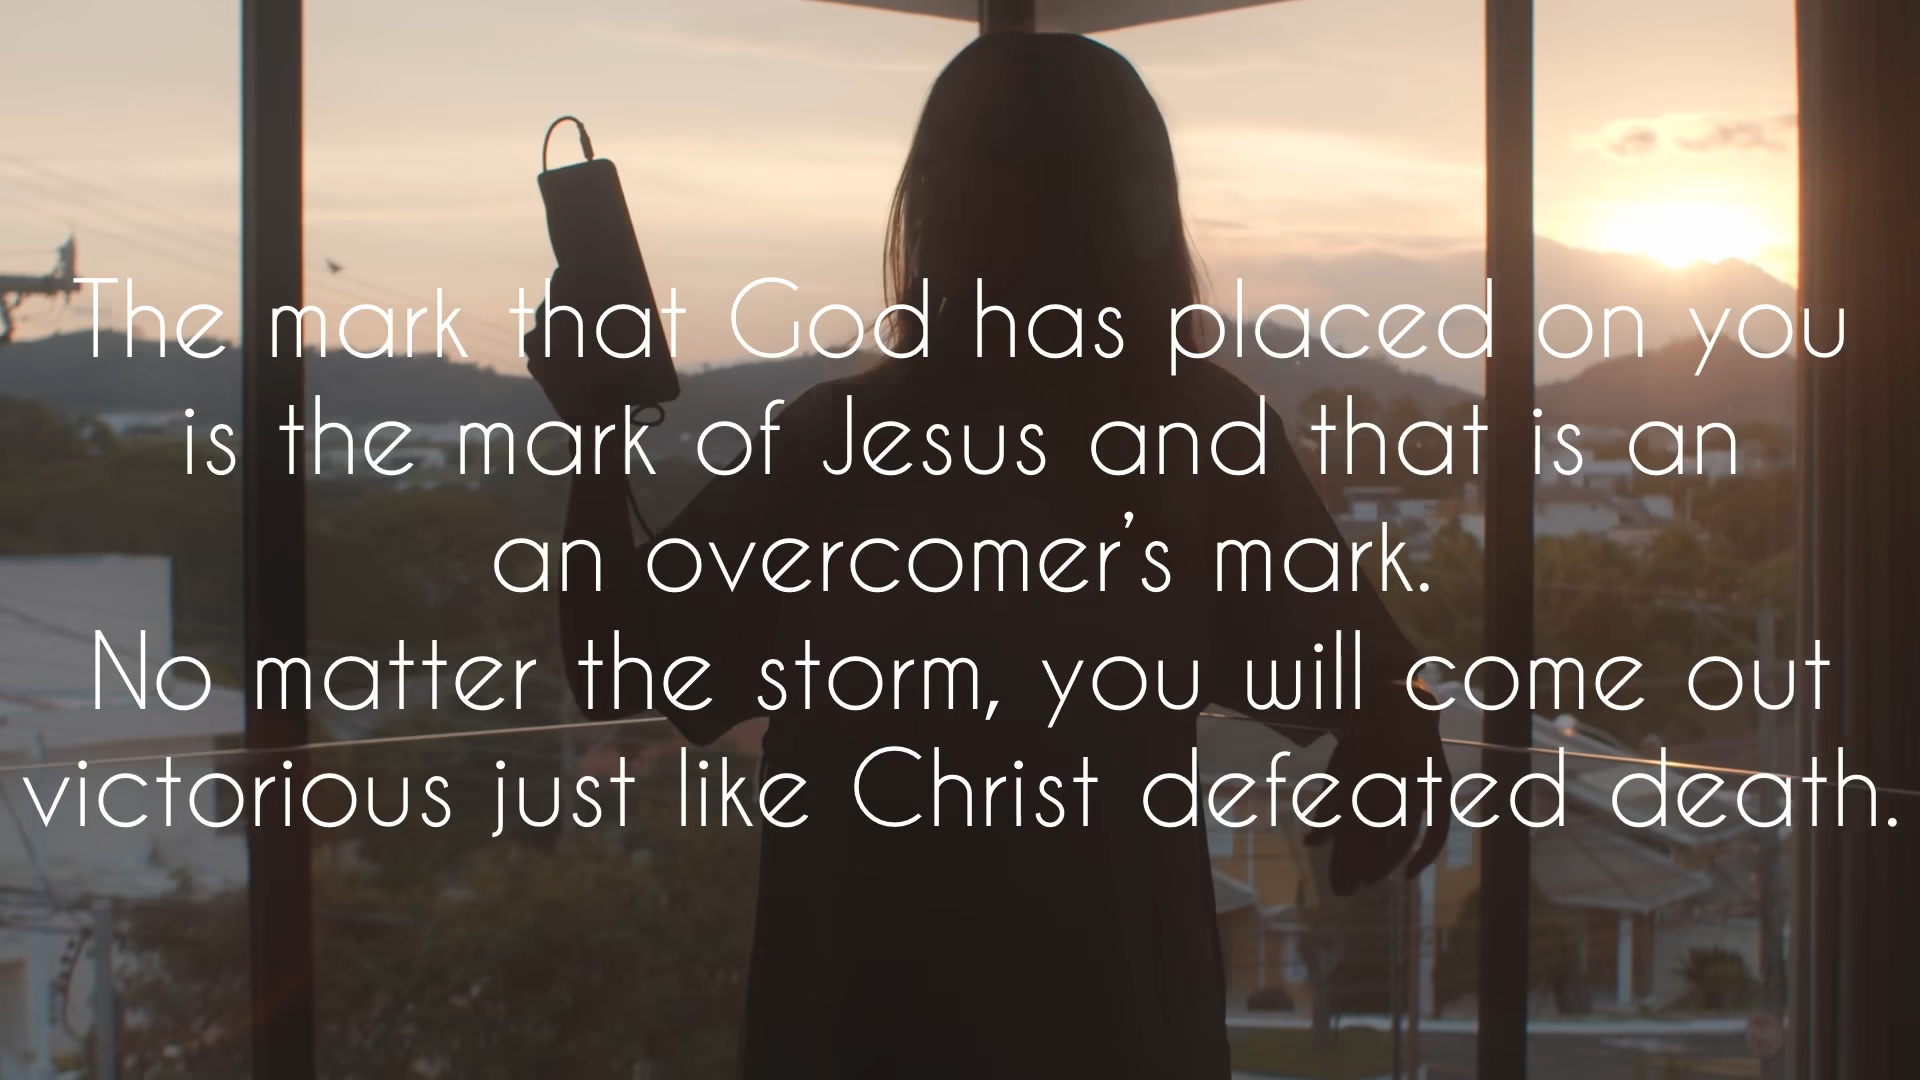 The mark that God has placed on you
is the mark of Jesus and that is an
an overcomer’s mark.
No matter the storm, you will come out
victorious just like Christ defeated death.